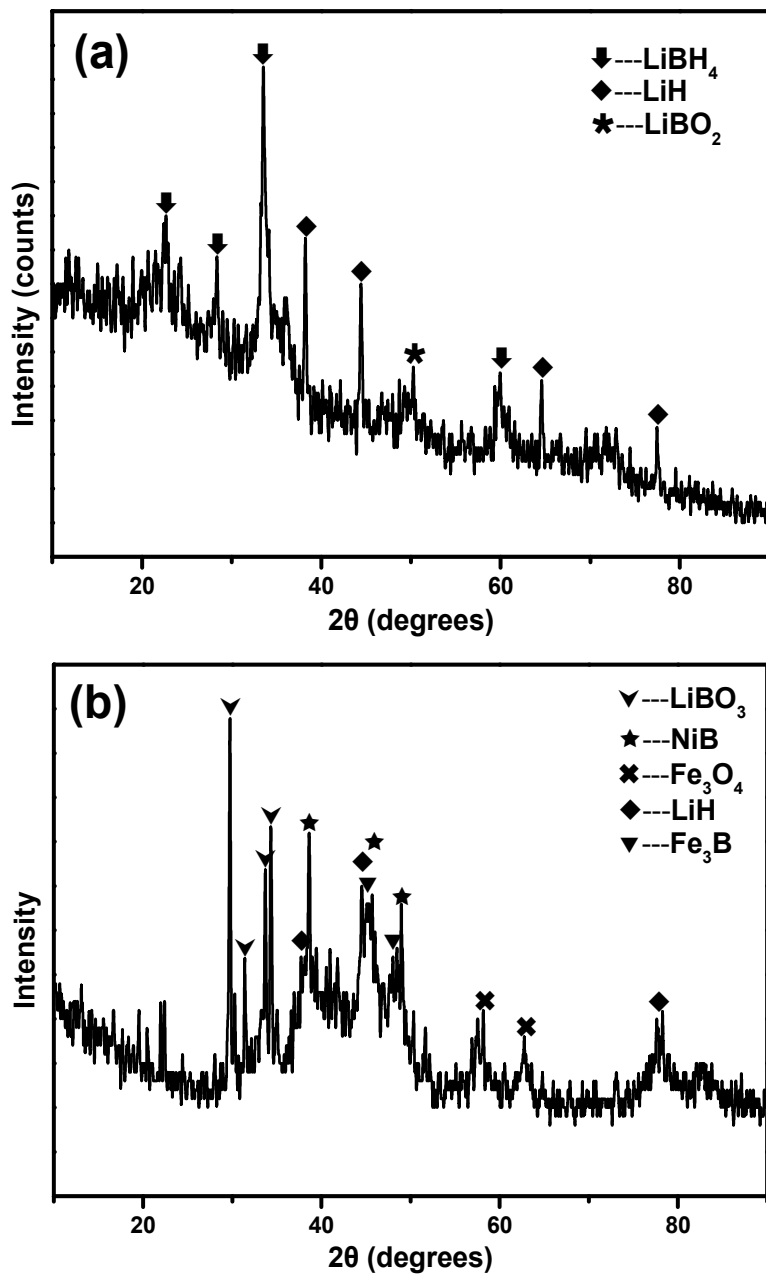 (a)
---LiBH₄
---LiH
---LiBO₂
Intensity (counts)
20
40
60
80
2θ (degrees)
(b)
---LiBO₃
---NiB
---Fe₃O₄
---LiH
---Fe₃B
Intensity
20
40
60
80
2θ (degrees)